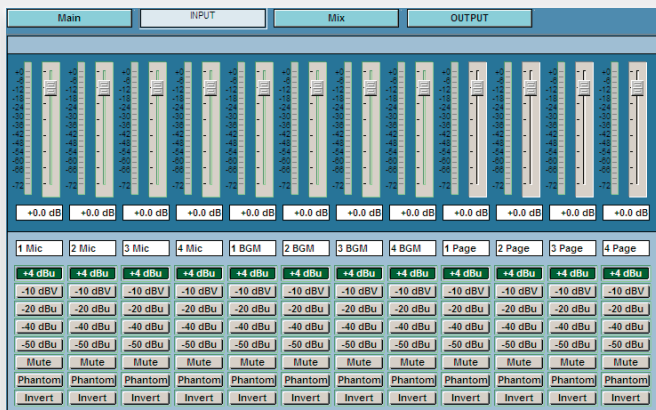 Main INPUT Mix OUTPUT
+0.0 dB +0.0 dB +0.0 dB +0.0 dB +0.0 dB +0.0 dB +0.0 dB +0.0 dB +0.0 dB +0.0 dB +0.0 dB +0.0 dB
1 Mic 2 Mic 3 Mic 4 Mic 1 BGM 2 BGM 3 BGM 4 BGM 1 Page 2 Page 3 Page 4 Page
+4 dBu +4 dBu +4 dBu +4 dBu +4 dBu +4 dBu +4 dBu +4 dBu +4 dBu +4 dBu +4 dBu +4 dBu
-10 dBV -10 dBV -10 dBV -10 dBV -10 dBV -10 dBV -10 dBV -10 dBV -10 dBV -10 dBV -10 dBV -10 dBV
-20 dBu -20 dBu -20 dBu -20 dBu -20 dBu -20 dBu -20 dBu -20 dBu -20 dBu -20 dBu -20 dBu -20 dBu
-40 dBu -40 dBu -40 dBu -40 dBu -40 dBu -40 dBu -40 dBu -40 dBu -40 dBu -40 dBu -40 dBu -40 dBu
-50 dBu -50 dBu -50 dBu -50 dBu -50 dBu -50 dBu -50 dBu -50 dBu -50 dBu -50 dBu -50 dBu -50 dBu
Mute Mute Mute Mute Mute Mute Mute Mute Mute Mute Mute Mute
Phantom Phantom Phantom Phantom Phantom Phantom Phantom Phantom Phantom Phantom Phantom Phantom
Invert Invert Invert Invert Invert Invert Invert Invert Invert Invert Invert Invert